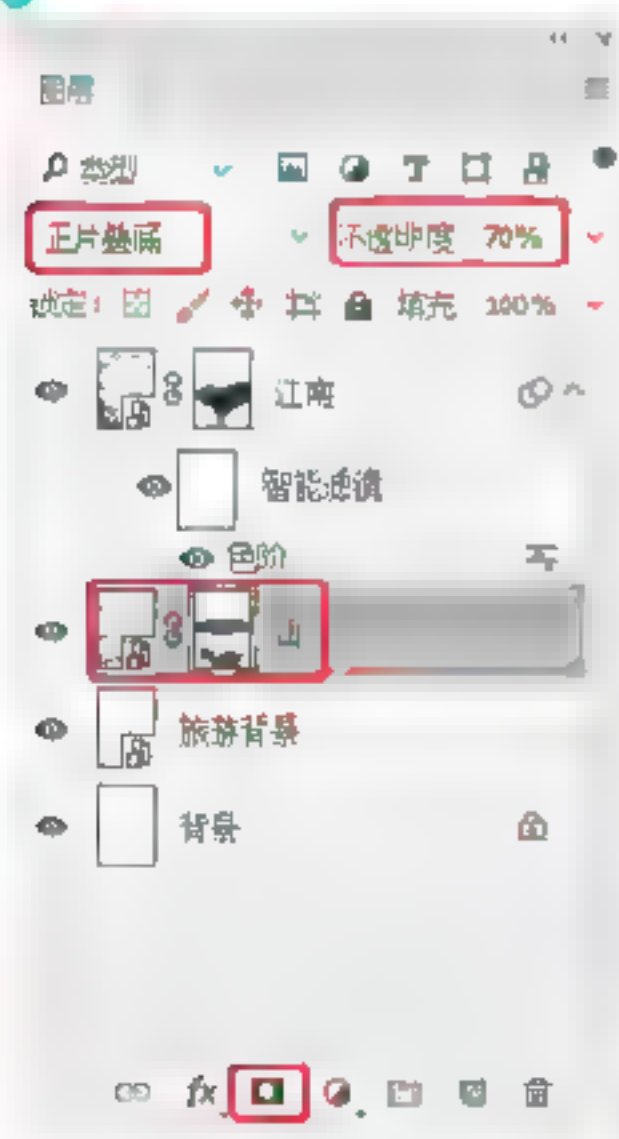 图层
类型
正片叠底 不透明度 70%
锁定: 填充 100%
江南
智能滤镜
色阶
山
旅游背景
背景
fx